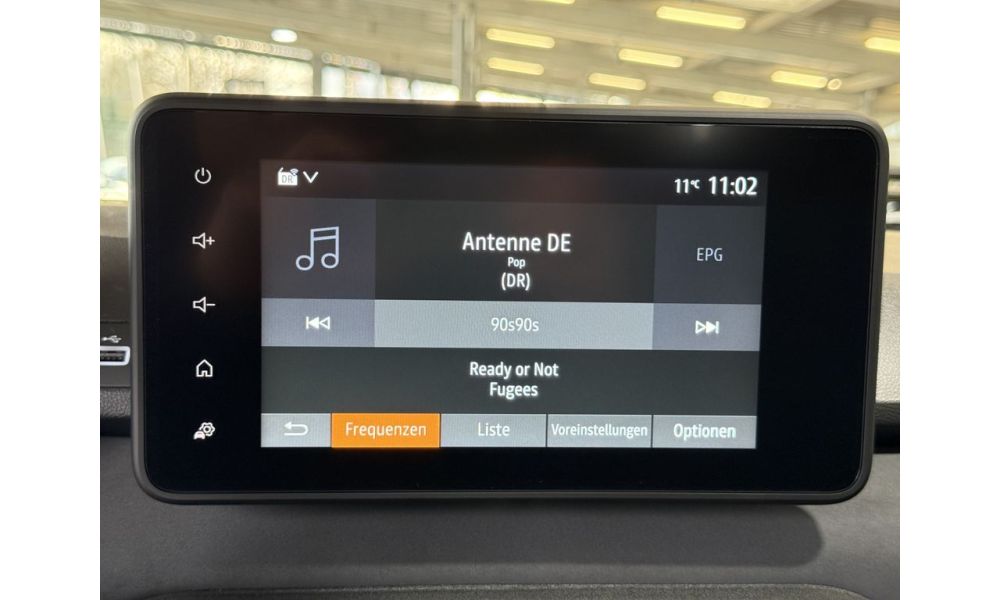 DR
11°C 11:02
Antenne DE
Pop
(DR)
EPG
90s90s
Ready or Not
Fugees
Frequenzen
Liste
Voreinstellungen
Optionen